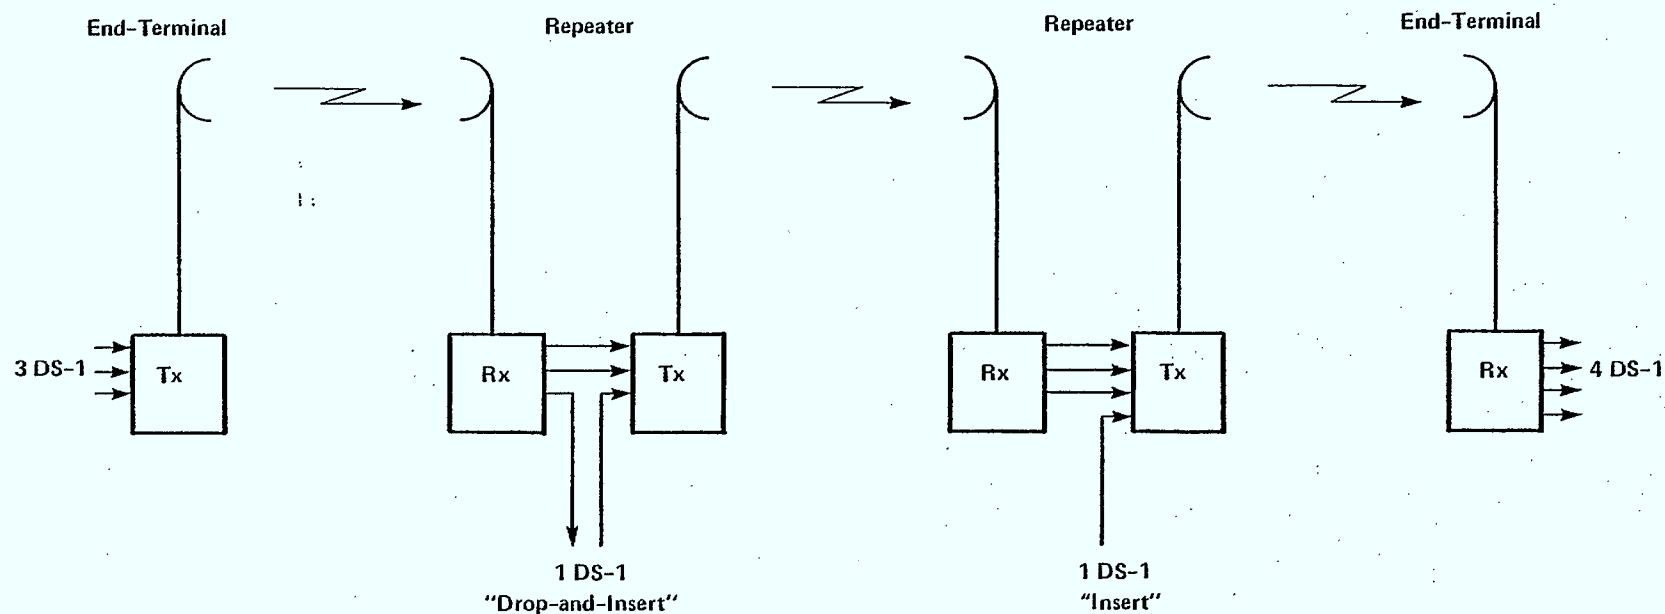 End-Terminal
Repeater
Repeater
End-Terminal
3 DS-1
Tx
Rx
Tx
Rx
Tx
Rx
4 DS-1
1 DS-1
"Drop-and-Insert"
1 DS-1
"Insert"